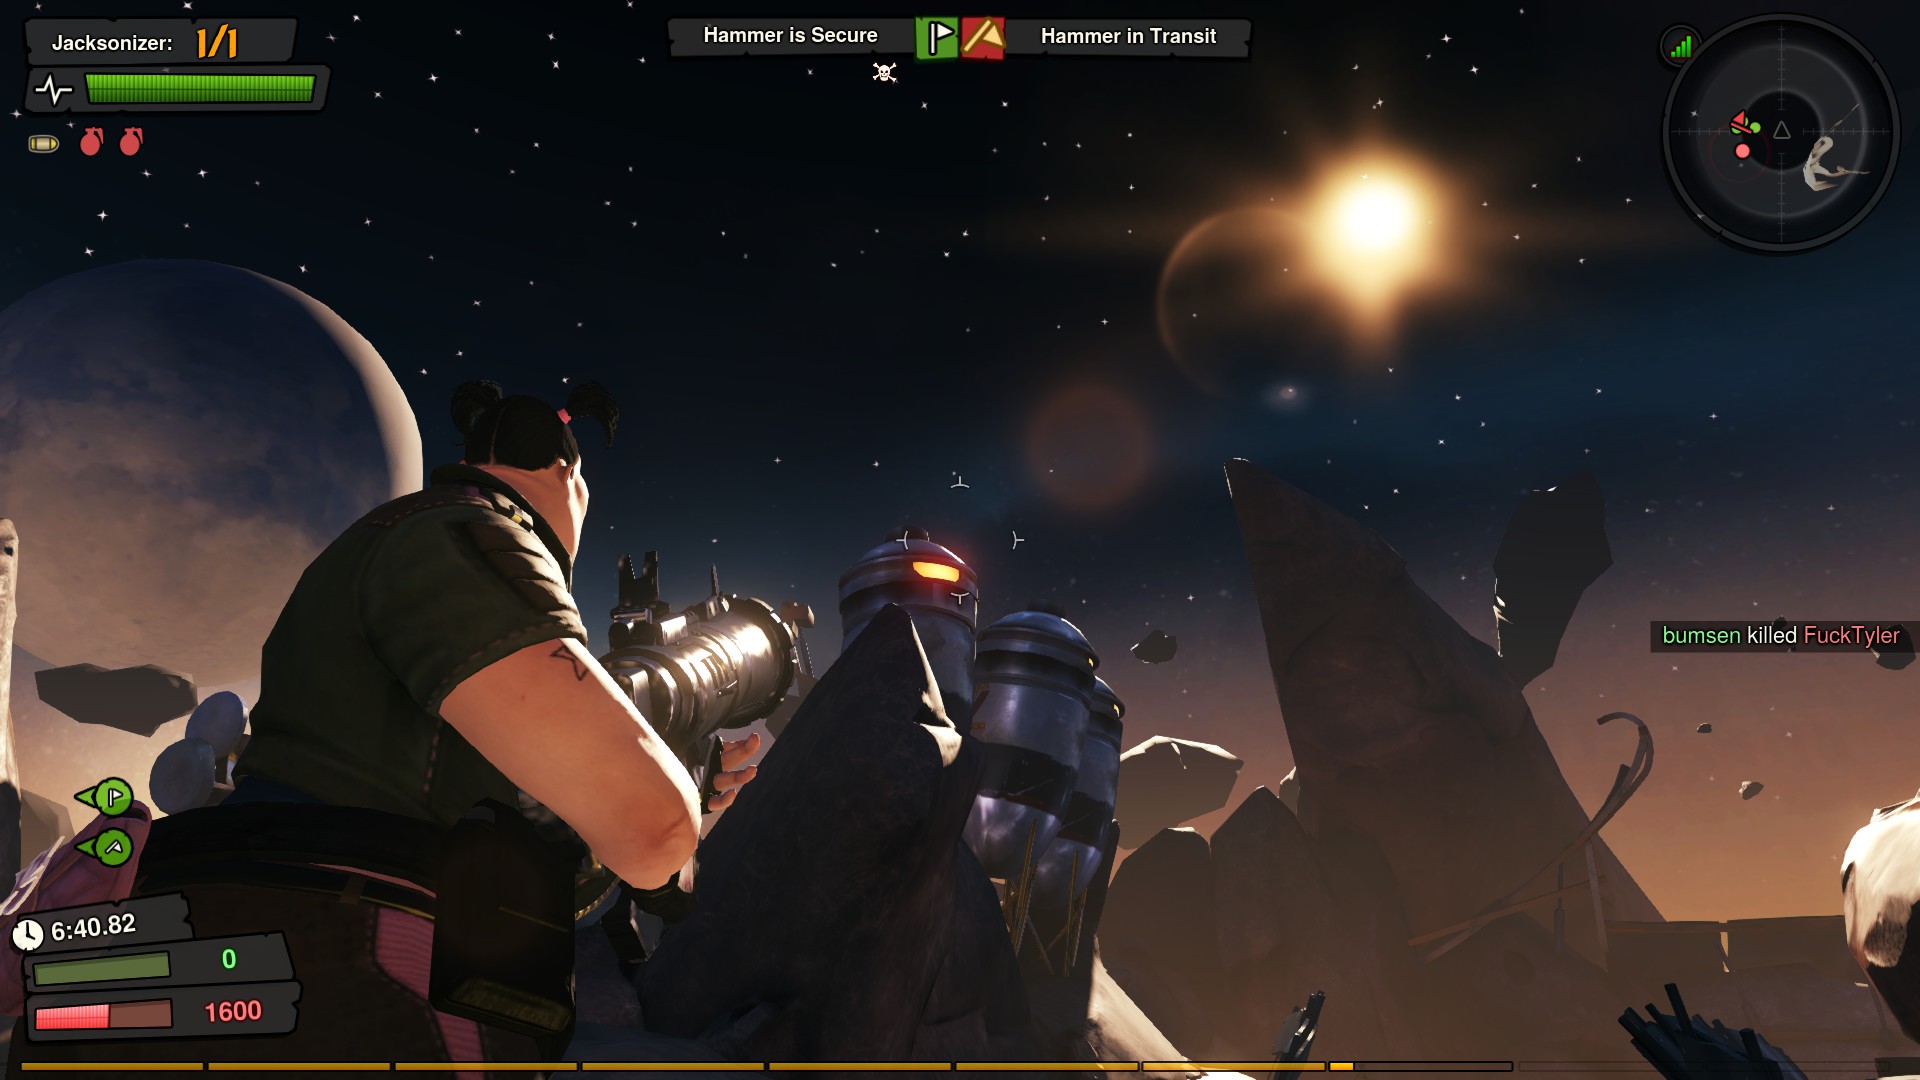 Jacksonizer: 1/1
Hammer is Secure
Hammer in Transit
bumsen killed FuckTyler
6:40.82
0
1600